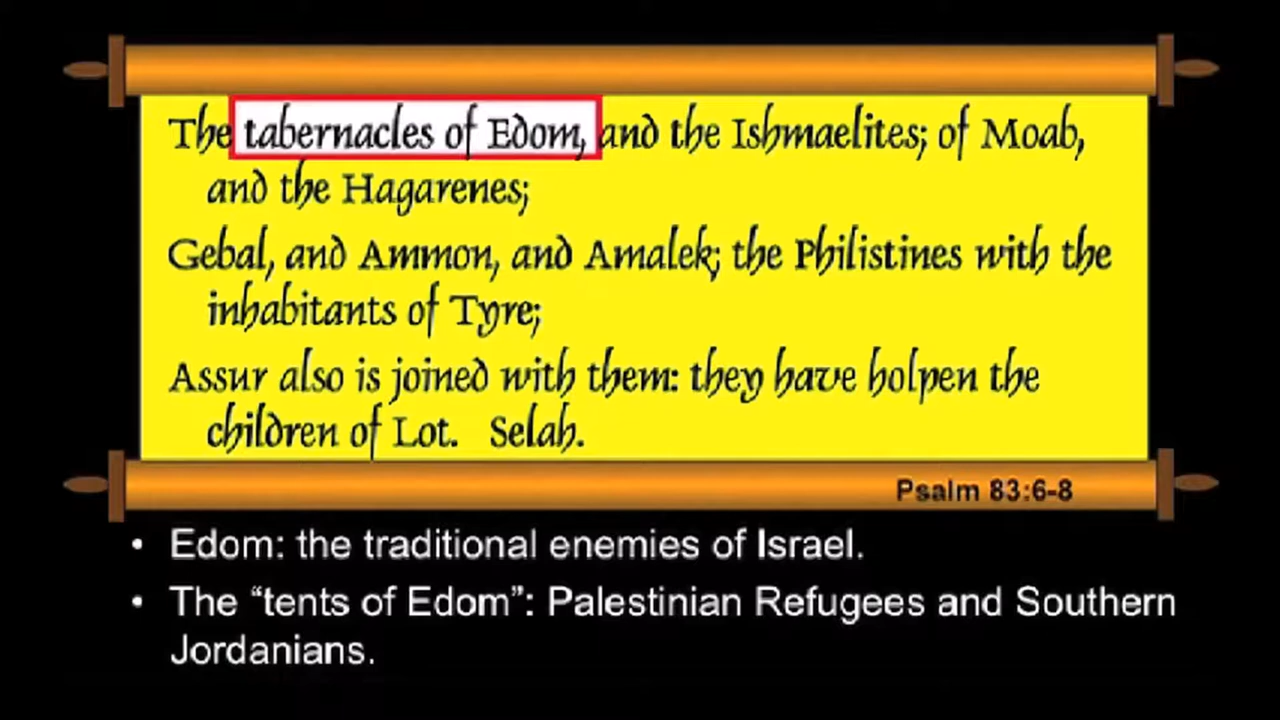 The tabernacles of Edom, and the Ishmaelites; of Moab,
and the Hagarenes;
Gebal, and Ammon, and Amalek; the Philistines with the
inhabitants of Tyre;
Assur also is joined with them: they have holpen the
children of Lot. Selah.
Psalm 83:6-8
• Edom: the traditional enemies of Israel.
• The “tents of Edom”: Palestinian Refugees and Southern
Jordanians.